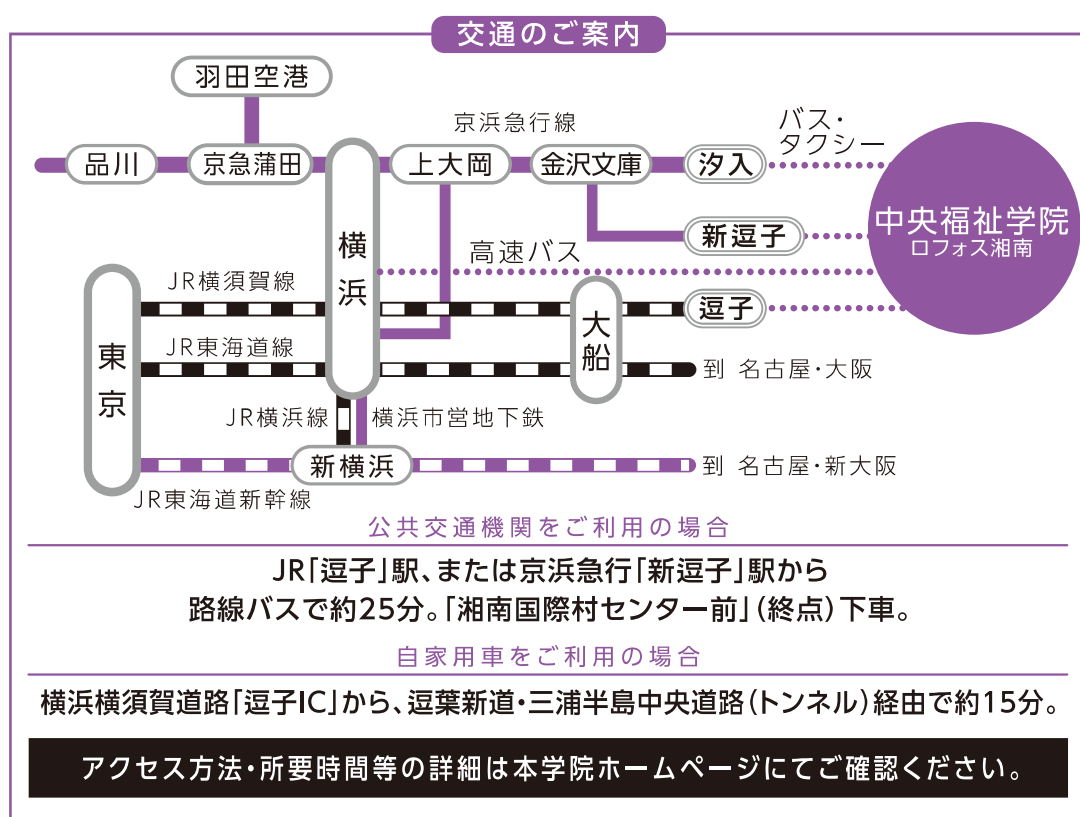 交通のご案内
羽田空港
京浜急行線
バス・
タクシー
品川
京急蒲田
上大岡
金沢文庫
汐入
横浜
新逗子
中央福祉学院
ロフォス湘南
高速バス
JR横須賀線
逗子
大船
東京
JR東海道線
到 名古屋・大阪
JR横浜線
横浜市営地下鉄
新横浜
到 名古屋・新大阪
JR東海道新幹線
公共交通機関をご利用の場合
JR「逗子」駅、または京浜急行「新逗子」駅から
路線バスで約25分。「湘南国際村センター前」(終点)下車。
自家用車をご利用の場合
横浜横須賀道路「逗子IC」から、逗葉新道・三浦半島中央道路(トンネル)経由で約15分。
アクセス方法・所要時間等の詳細は本学院ホームページにてご確認ください。